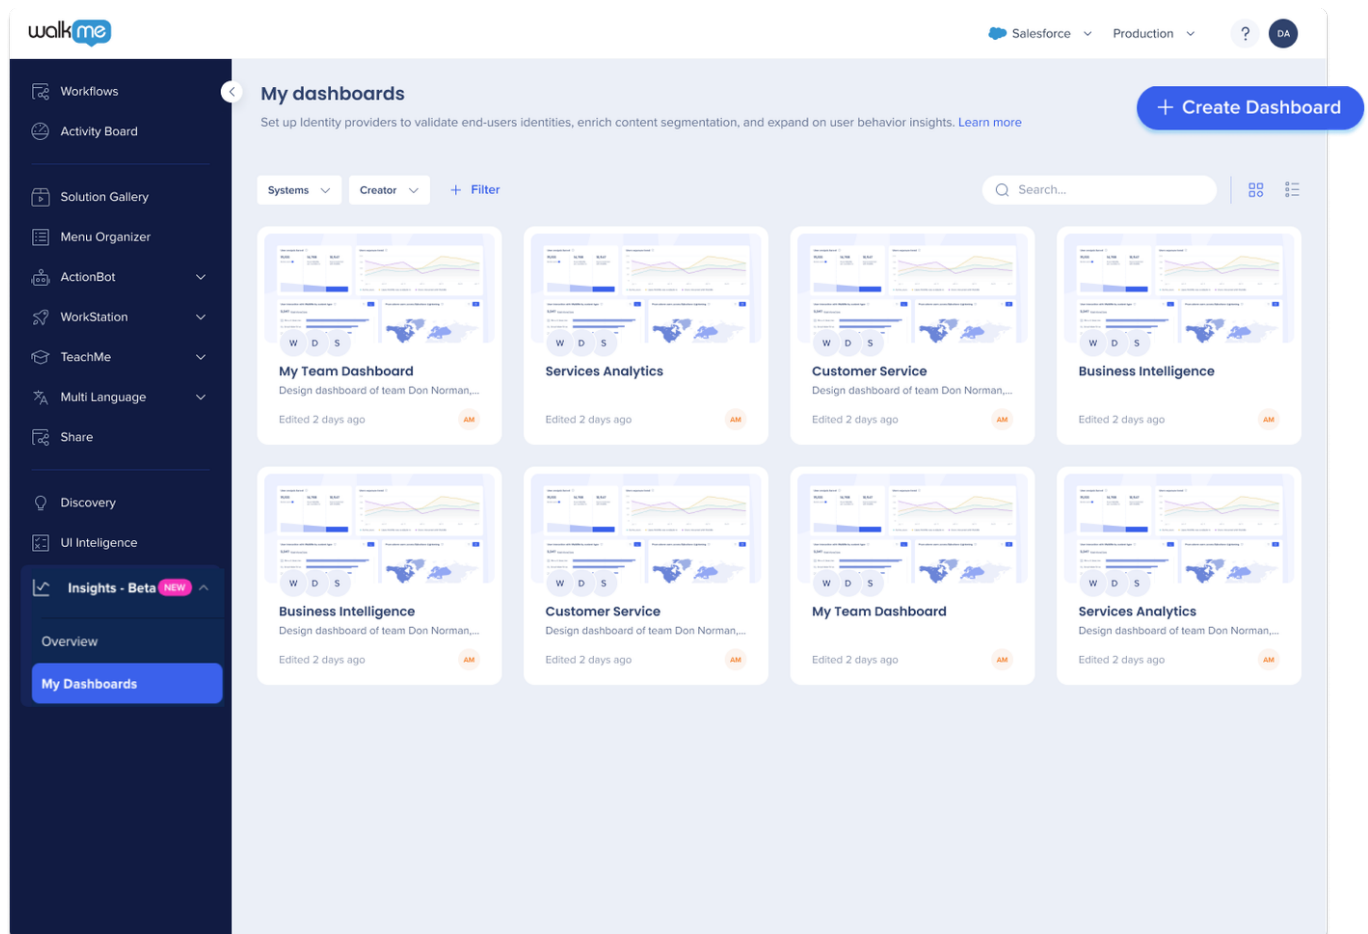 walkme
Salesforce
Production
?
DA
Workflows
Activity Board
Solution Gallery
Menu Organizer
ActionBot
WorkStation
TeachMe
Multi Language
Share
Discovery
UI Inteligence
Insights - Beta NEW
Overview
My Dashboards
My dashboards
Set up Identity providers to validate end-users identities, enrich content segmentation, and expand on user behavior insights. Learn more
+ Create Dashboard
Systems
Creator
+ Filter
Search...
W D S
My Team Dashboard
Design dashboard of team Don Norman,...
Edited 2 days ago
AM
W D S
Services Analytics
Edited 2 days ago
AM
W D S
Customer Service
Design dashboard of team Don Norman,...
Edited 2 days ago
AM
W D S
Business Intelligence
Edited 2 days ago
AM
W D S
Business Intelligence
Design dashboard of team Don Norman,...
Edited 2 days ago
AM
W D S
Customer Service
Design dashboard of team Don Norman,...
Edited 2 days ago
AM
W D S
My Team Dashboard
Edited 2 days ago
AM
W D S
Services Analytics
Design dashboard of team Don Norman,...
Edited 2 days ago
AM